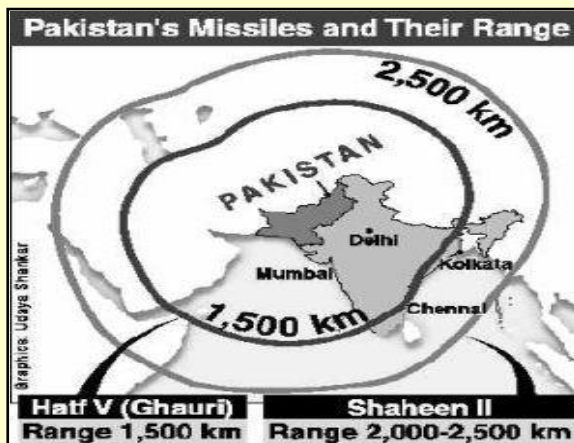 Pakistan's Missiles and Their Range
2,500 km
PAKISTAN
Delhi
Mumbai
Kolkata
Chennai
1,500 km
Graphics: Udaya Shankar
Hatf V (Ghauri)
Range 1,500 km
Shaheen II
Range 2,000-2,500 km